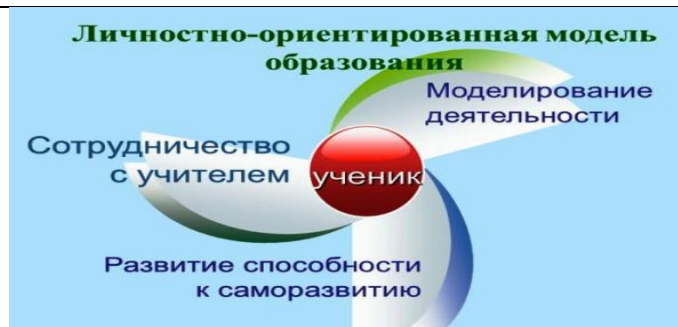 Личностно-ориентированная модель
образования
Моделирование
деятельности
Сотрудничество
с учителем
ученик
Развитие способности
к саморазвитию